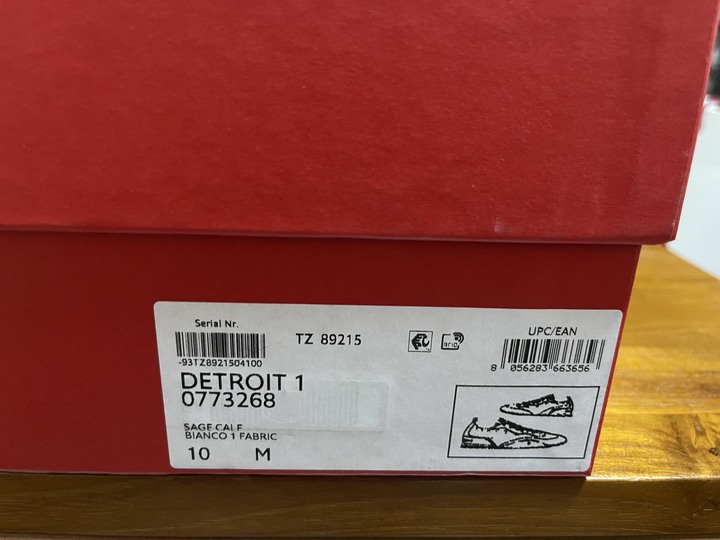 Serial Nr.
TZ 89215
RFID
UPC/EAN
-93TZ8921504100
8 056283 663656
DETROIT 1
0773268
SAGE CALF
BIANCO 1 FABRIC
10 M